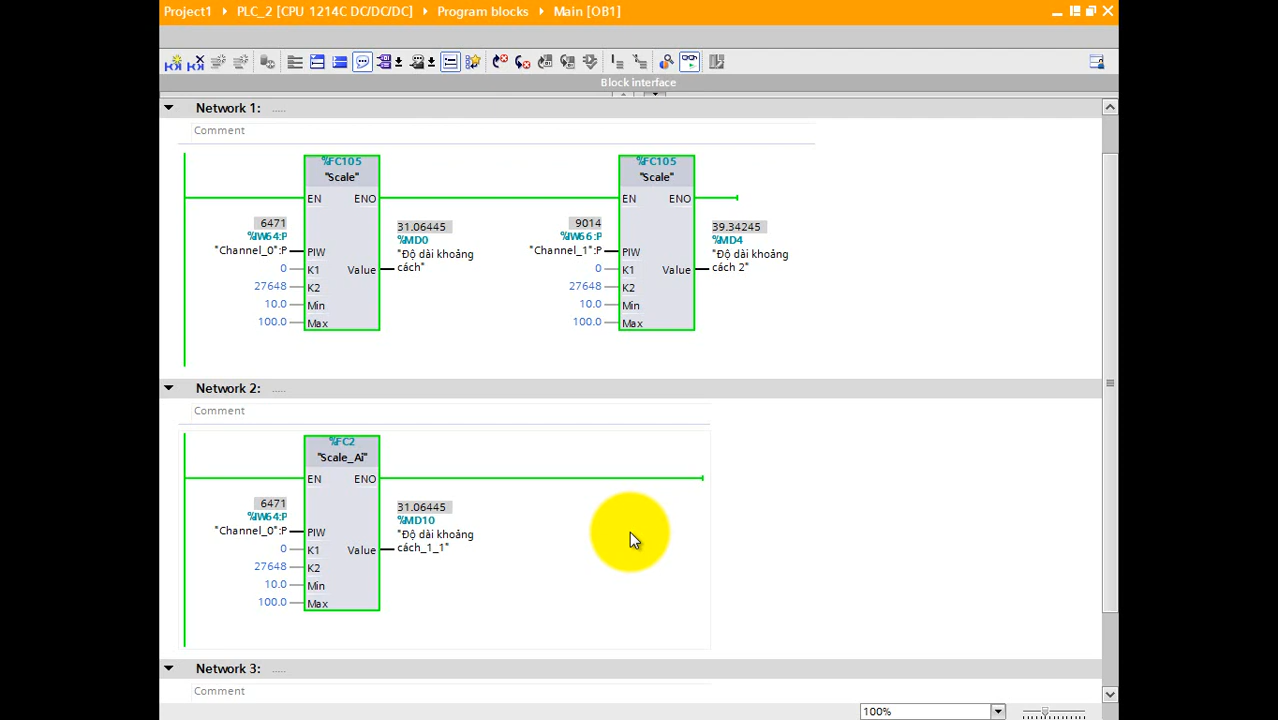 Project1 › PLC_2 [CPU 1214C DC/DC/DC] › Program blocks › Main [OB1]
Block interface
Network 1: .....
Comment
%FC105
"Scale"
EN ENO
6471
%IW64:P
"Channel_0":P
PIW
0
K1
27648
K2
10.0
Min
100.0
Max
Value
31.06445
%MD0
"Độ dài khoảng
cách"
%FC105
"Scale"
EN ENO
9014
%IW66:P
"Channel_1":P
PIW
0
K1
27648
K2
10.0
Min
100.0
Max
Value
39.34245
%MD4
"Độ dài khoảng
cách 2"
Network 2: .....
Comment
%FC2
"Scale_Ai"
EN ENO
6471
%IW64:P
"Channel_0":P
PIW
0
K1
27648
K2
10.0
Min
100.0
Max
Value
31.06445
%MD10
"Độ dài khoảng
cách_1_1"
Network 3: .....
Comment
100%